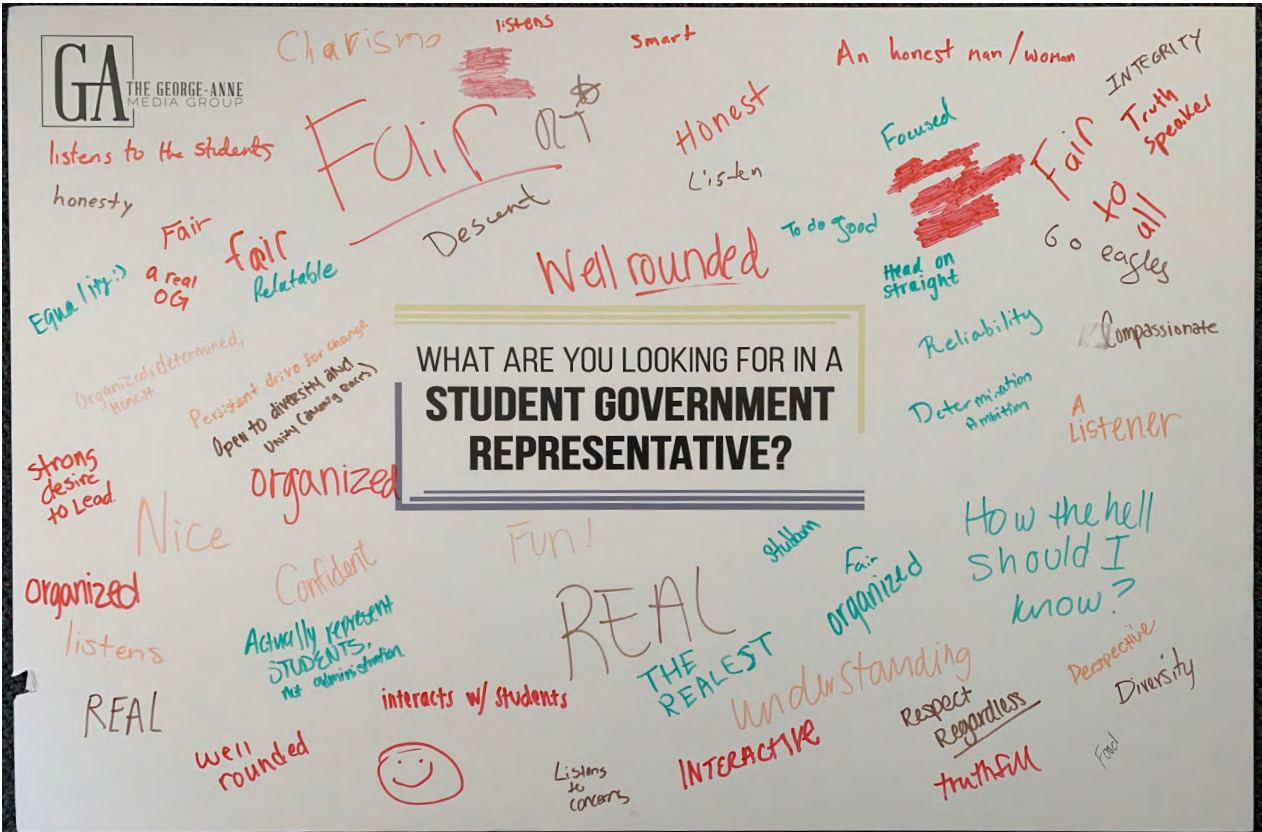 Charisma
listens
smart
An honest man/woman
INTEGRITY
GA
THE GEORGE-ANNE
MEDIA GROUP
Fair
Honest
Focused
Truth
speaker
listens to the students
Listen
Fair
to
all
honesty
Descent
To do good
Go eagles
Fair
fair
a real
OG
Relatable
Equality:)
Well rounded
Head on
straight
Reliability
Compassionate
Organized, determined,
Honest
Persistent drive for change
Open to diversity and
Unity (among races)
WHAT ARE YOU LOOKING FOR IN A
STUDENT GOVERNMENT
REPRESENTATIVE?
Determination
Ambition
A
Listener
strong
desire
to Lead.
organized
Nice
Fun!
Stubborn
How the hell
should I
know?
organized
Confident
Fair
organized
listens
Actually represent
STUDENTS,
not administration
REAL
THE
REALEST
understanding
Perspective
Diversity
REAL
interacts w/ students
Respect
Regardless
well
rounded
Listens
to
concerns
INTERACTIVE
truthfull
Food